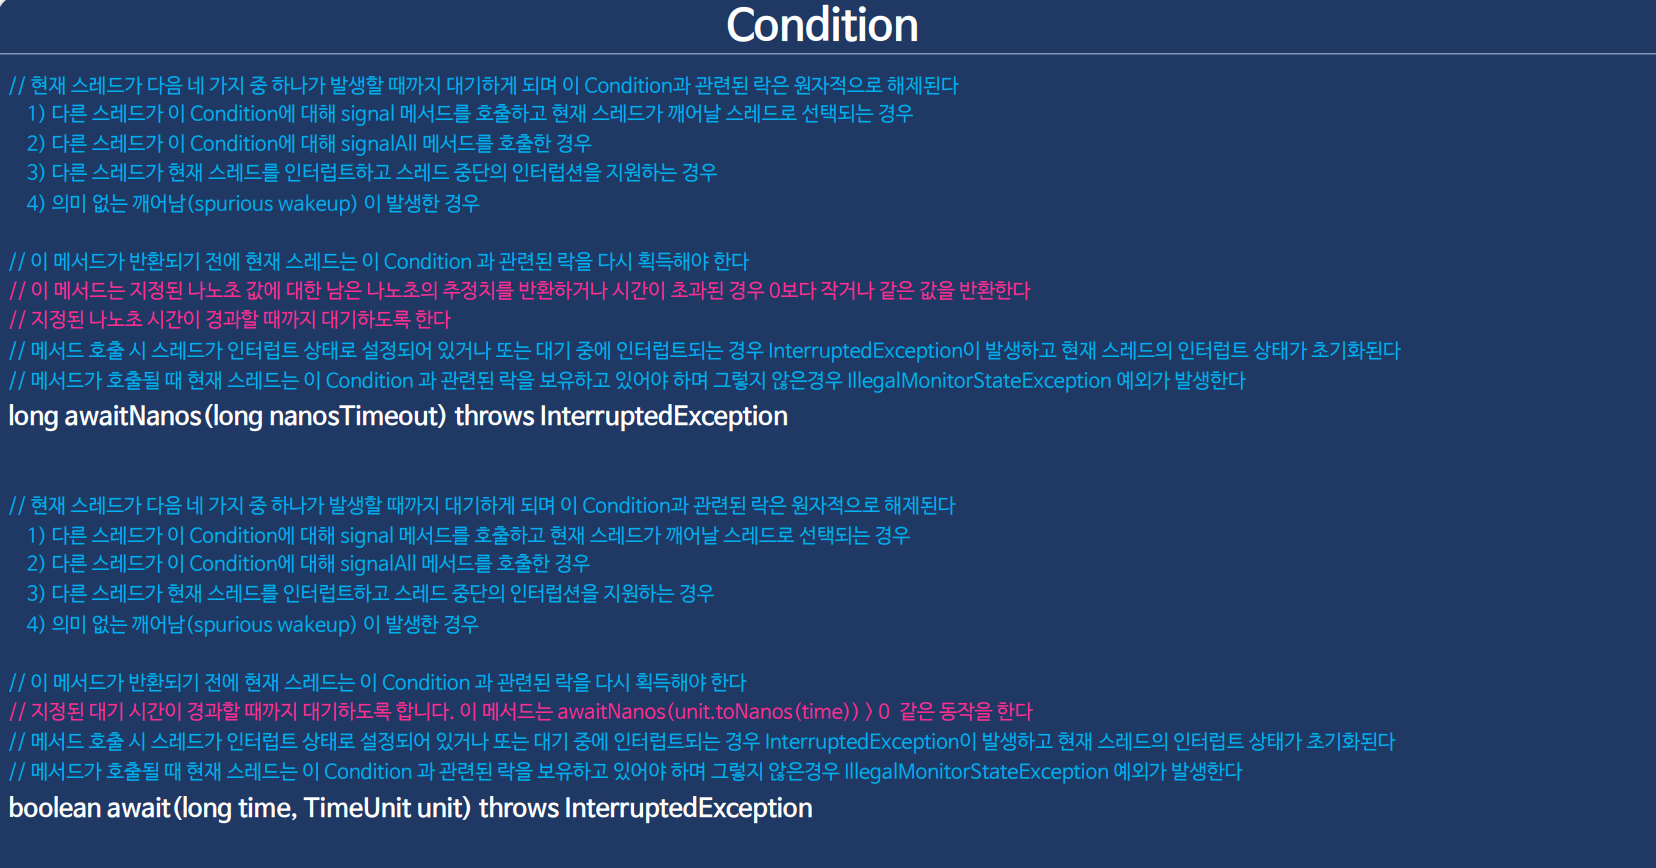 Condition
// 현재 스레드가 다음 네 가지 중 하나가 발생할 때까지 대기하게 되며 이 Condition과 관련된 락은 원자적으로 해제된다
1) 다른 스레드가 이 Condition에 대해 signal 메서드를 호출하고 현재 스레드가 깨어날 스레드로 선택되는 경우
2) 다른 스레드가 이 Condition에 대해 signalAll 메서드를 호출한 경우
3) 다른 스레드가 현재 스레드를 인터럽트하고 스레드 중단의 인터럽션을 지원하는 경우
4) 의미 없는 깨어남(spurious wakeup) 이 발생한 경우
// 이 메서드가 반환되기 전에 현재 스레드는 이 Condition 과 관련된 락을 다시 획득해야 한다
// 이 메서드는 지정된 나노초 값에 대한 남은 나노초의 추정치를 반환하거나 시간이 초과된 경우 0보다 작거나 같은 값을 반환한다
// 지정된 나노초 시간이 경과할 때까지 대기하도록 한다
// 메서드 호출 시 스레드가 인터럽트 상태로 설정되어 있거나 또는 대기 중에 인터럽트되는 경우 InterruptedException이 발생하고 현재 스레드의 인터럽트 상태가 초기화된다
// 메서드가 호출될 때 현재 스레드는 이 Condition 과 관련된 락을 보유하고 있어야 하며 그렇지 않은경우 IllegalMonitorStateException 예외가 발생한다
long awaitNanos(long nanosTimeout) throws InterruptedException
// 현재 스레드가 다음 네 가지 중 하나가 발생할 때까지 대기하게 되며 이 Condition과 관련된 락은 원자적으로 해제된다
1) 다른 스레드가 이 Condition에 대해 signal 메서드를 호출하고 현재 스레드가 깨어날 스레드로 선택되는 경우
2) 다른 스레드가 이 Condition에 대해 signalAll 메서드를 호출한 경우
3) 다른 스레드가 현재 스레드를 인터럽트하고 스레드 중단의 인터럽션을 지원하는 경우
4) 의미 없는 깨어남(spurious wakeup) 이 발생한 경우
// 이 메서드가 반환되기 전에 현재 스레드는 이 Condition 과 관련된 락을 다시 획득해야 한다
// 지정된 대기 시간이 경과할 때까지 대기하도록 합니다. 이 메서드는 awaitNanos(unit.toNanos(time)) > 0 같은 동작을 한다
// 메서드 호출 시 스레드가 인터럽트 상태로 설정되어 있거나 또는 대기 중에 인터럽트되는 경우 InterruptedException이 발생하고 현재 스레드의 인터럽트 상태가 초기화된다
// 메서드가 호출될 때 현재 스레드는 이 Condition 과 관련된 락을 보유하고 있어야 하며 그렇지 않은경우 IllegalMonitorStateException 예외가 발생한다
boolean await(long time, TimeUnit unit) throws InterruptedException